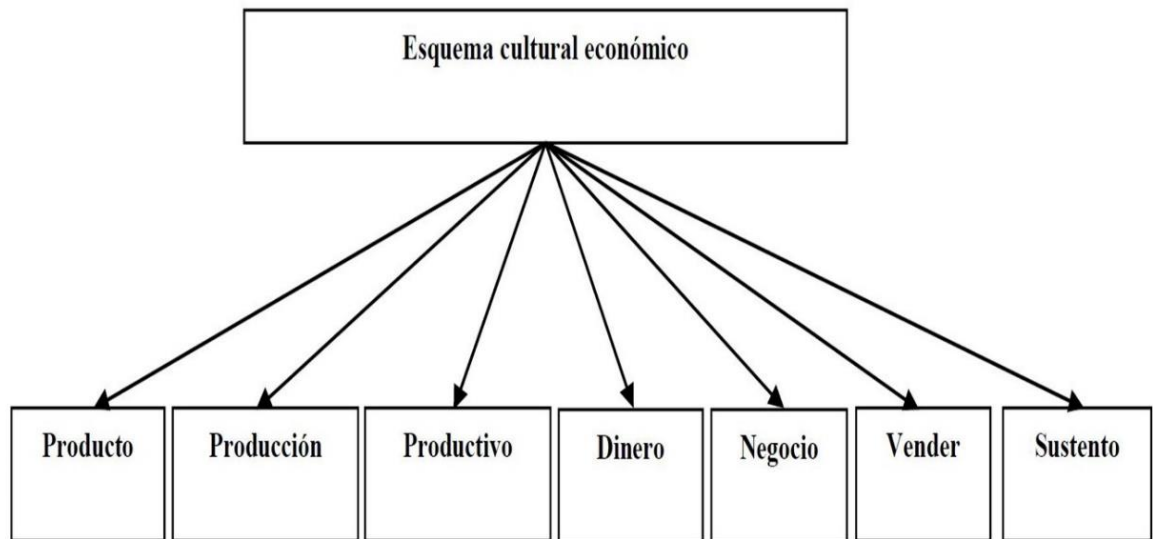 Esquema cultural económico
Producto
Producción
Productivo
Dinero
Negocio
Vender
Sustento